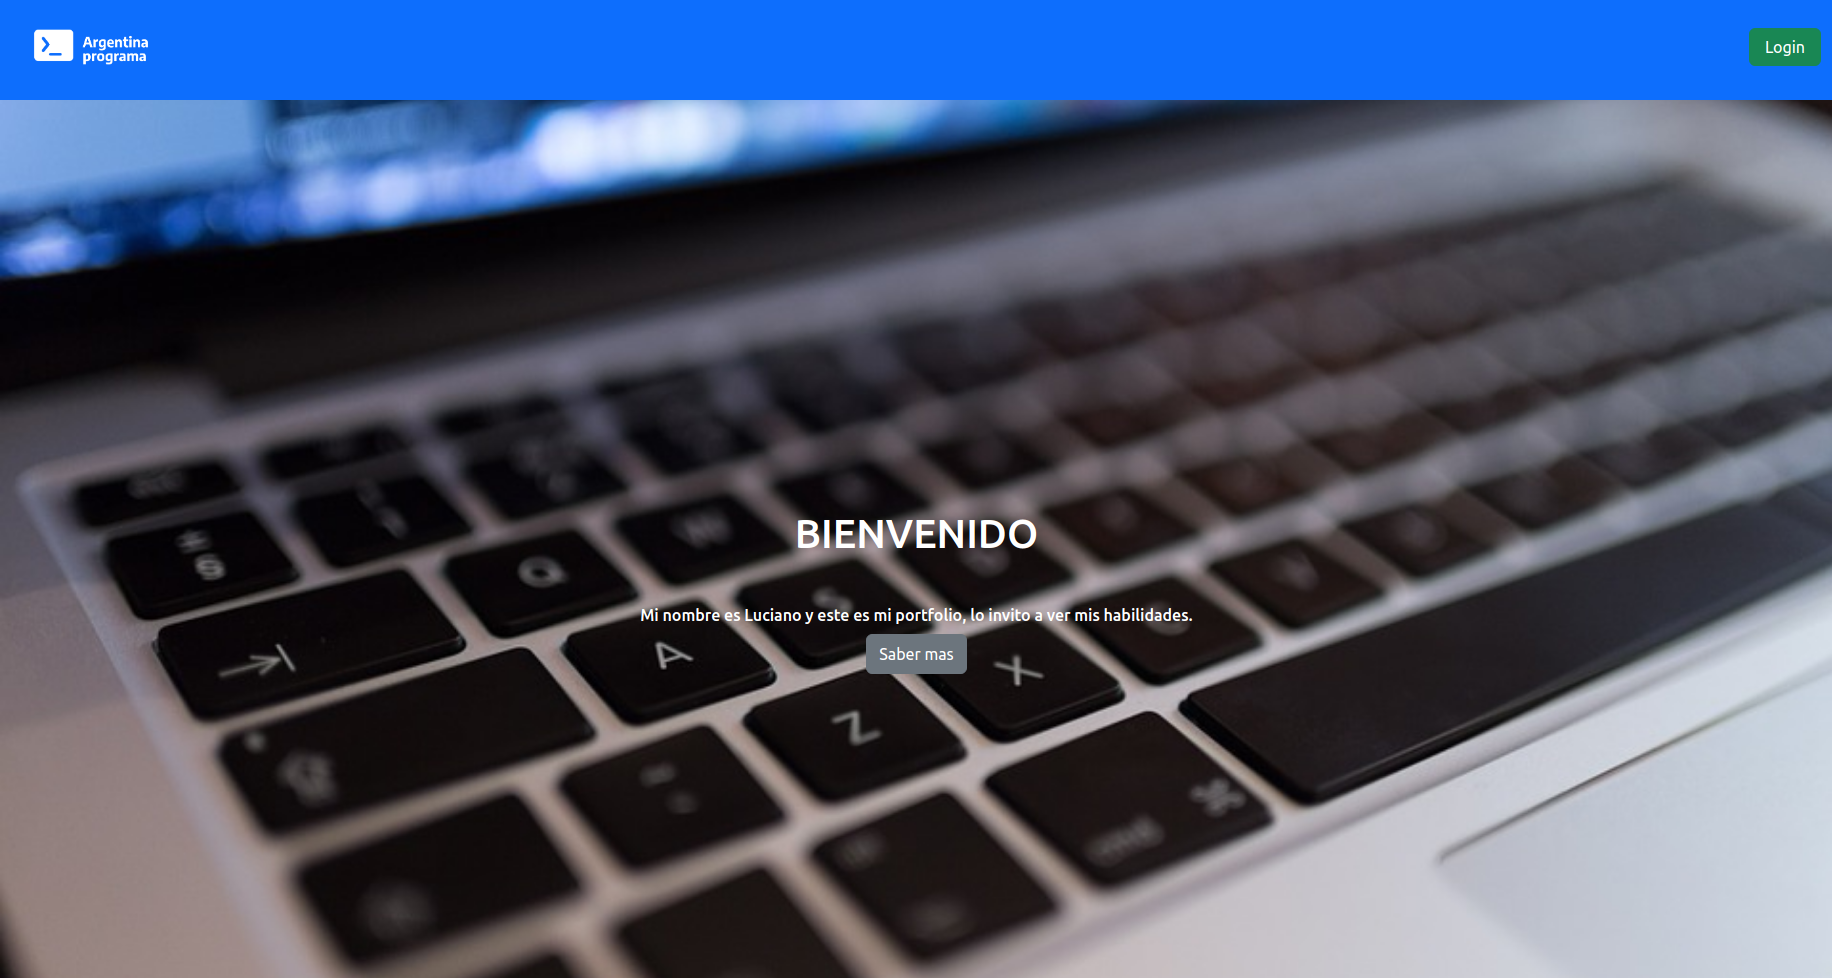 Argentina
programa
Login
BIENVENIDO
Mi nombre es Luciano y este es mi portfolio, lo invito a ver mis habilidades.
Saber mas
Q
W
A
S
D
Z
X
C
V
cmd